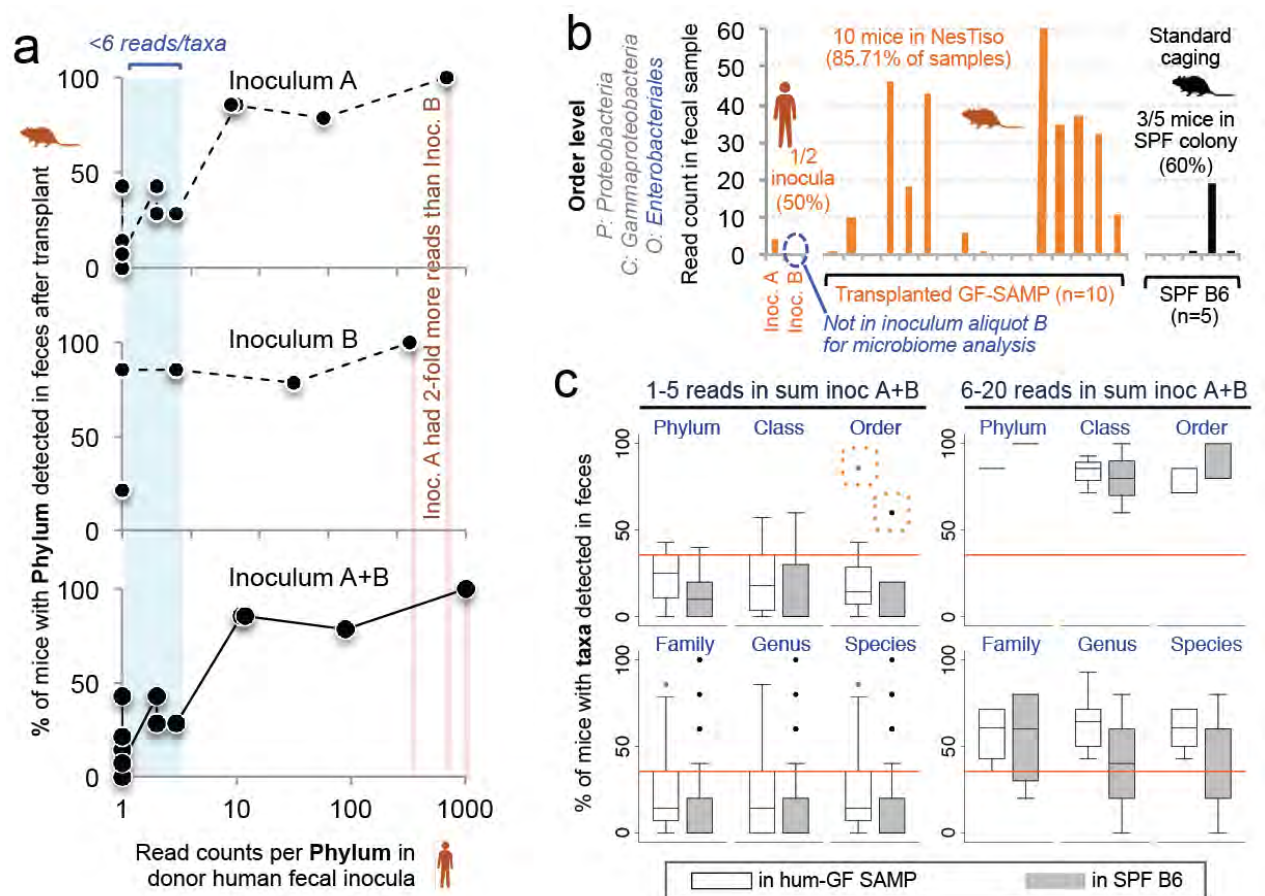 a
<6 reads/taxa
% of mice with Phylum detected in feces after transplant
100
50
0
Inoculum A
100
50
0
Inoculum B
100
50
0
Inoculum A+B
Inoc. A had 2-fold more reads than Inoc. B
1
10
100
1000
Read counts per Phylum in
donor human fecal inocula
b
Order level
P: Proteobacteria
C: Gammaproteobacteria
O: Enterobacteriales
Read count in fecal sample
60
50
40
30
20
10
0
10 mice in NesTiso
(85.71% of samples)
1/2
inocula
(50%)
Standard
caging
3/5 mice in
SPF colony
(60%)
Inoc. A
Inoc. B
Transplanted GF-SAMP (n=10)
SPF B6
(n=5)
Not in inoculum aliquot B
for microbiome analysis
c
1-5 reads in sum inoc A+B
6-20 reads in sum inoc A+B
% of mice with taxa detected in feces
Phylum Class Order
Phylum Class Order
100
50
0
100
50
0
Family Genus Species
Family Genus Species
100
50
0
100
50
0
in hum-GF SAMP
in SPF B6